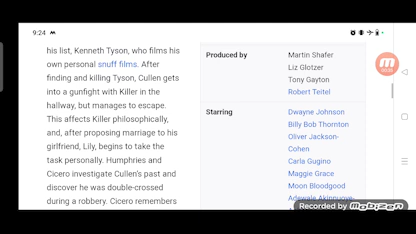 9:24
his list, Kenneth Tyson, who films his
own personal snuff films. After
finding and killing Tyson, Cullen gets
into a gunfight with Killer in the
hallway, but manages to escape.
This affects Killer philosophically,
and, after proposing marriage to his
girlfriend, Lily, begins to take the
task personally. Humphries and
Cicero investigate Cullen's past and
discover he was double-crossed
during a robbery. Cicero remembers
Produced by
Martin Shafer
Liz Glotzer
Tony Gayton
Robert Teitel
Starring
Dwayne Johnson
Billy Bob Thornton
Oliver Jackson-
Cohen
Carla Gugino
Maggie Grace
Moon Bloodgood
Adewale Akinnuoye-
Recorded by MOBIZEN